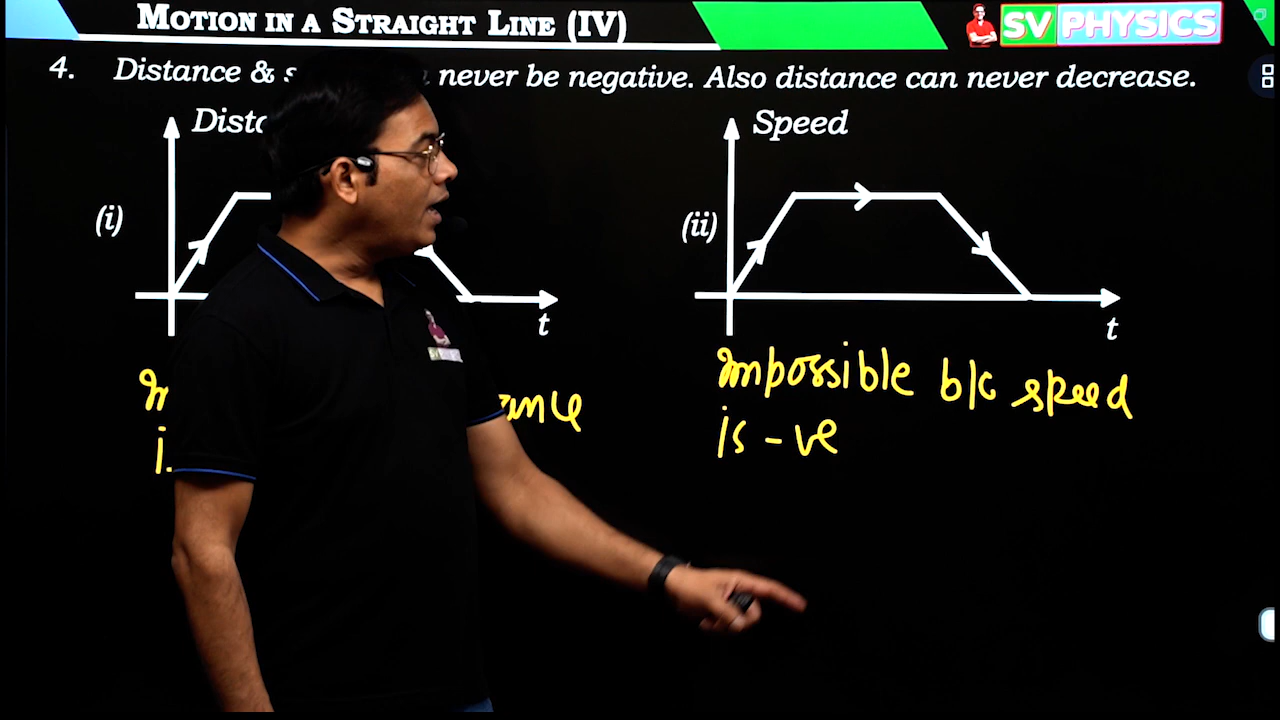 MOTION IN A STRAIGHT LINE (IV)
SV PHYSICS
4. Distance & never be negative. Also distance can never decrease.
(i)
t
(ii)
Speed
t
Impossible b/c speed
is -ve